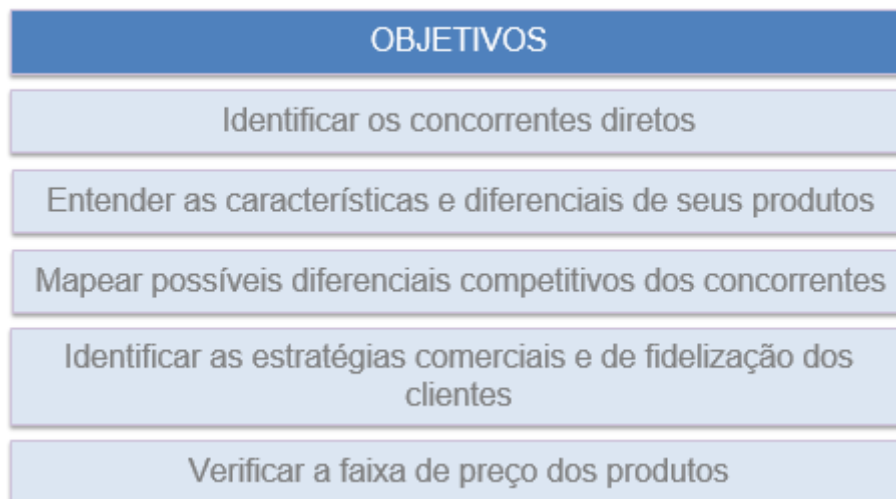 OBJETIVOS
Identificar os concorrentes diretos
Entender as características e diferenciais de seus produtos
Mapear possíveis diferenciais competitivos dos concorrentes
Identificar as estratégias comerciais e de fidelização dos
clientes
Verificar a faixa de preço dos produtos